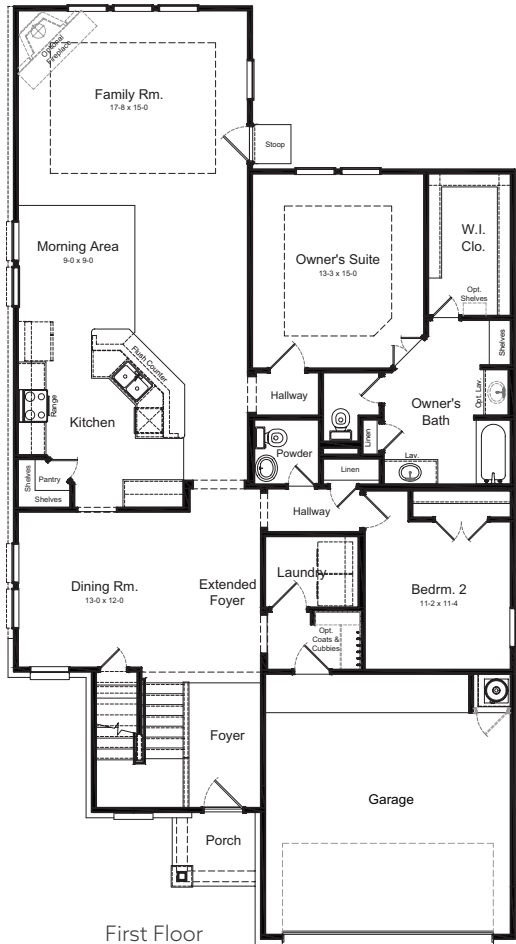 Optional
Fireplace
Family Rm.
17-8 x 15-0
Stoop
Morning Area
9-0 x 9-0
Owner's Suite
13-3 x 15-0
W.I.
Clo.
Opt.
Shelves
Shelves
Flush Counter
Range
Kitchen
Hallway
Opt. Lav.
Owner's
Bath
Linen
Powder
Lav.
Linen
Shelves
Pantry
Shelves
Hallway
Dining Rm.
13-0 x 12-0
Extended
Foyer
Laundry
Bedrm. 2
11-2 x 11-4
Opt.
Coats &
Cubbies
Foyer
Garage
Porch
First Floor